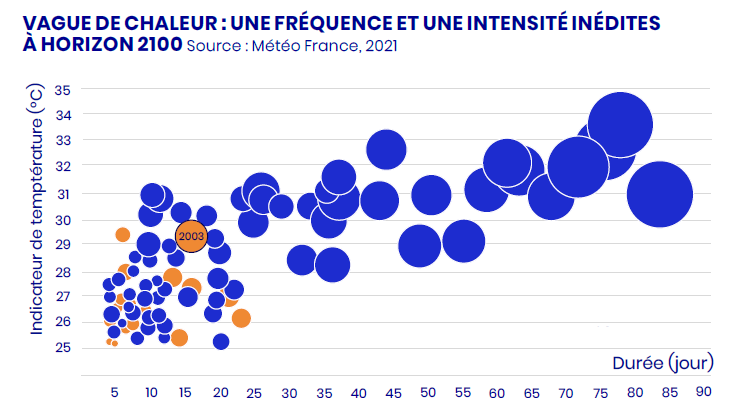 VAGUE DE CHALEUR : UNE FRÉQUENCE ET UNE INTENSITÉ INÉDITES
À HORIZON 2100 Source : Météo France, 2021
Indicateur de temptérature (°C)
35
34
33
32
31
30
29
28
27
26
25
2003
Durée (jour)
5 10 15 20 25 30 35 40 45 50 55 60 65 70 75 80 85 90